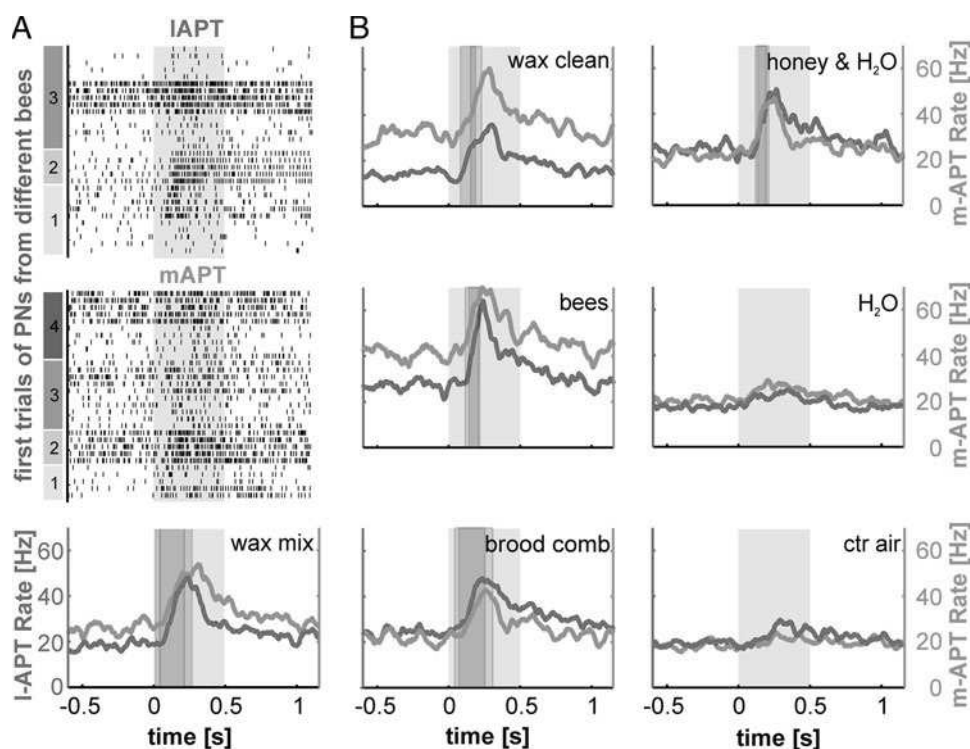 A
lAPT
3
2
1
first trials of PNs from different bees
mAPT
4
3
2
1
B
wax clean
honey & H₂O
60
40
20
0
m-APT Rate [Hz]
bees
H₂O
60
40
20
0
m-APT Rate [Hz]
l-APT Rate [Hz]
60
40
20
0
wax mix
-0.5 0 0.5 1
time [s]
brood comb
-0.5 0 0.5 1
time [s]
ctr air
60
40
20
0
m-APT Rate [Hz]
-0.5 0 0.5 1
time [s]